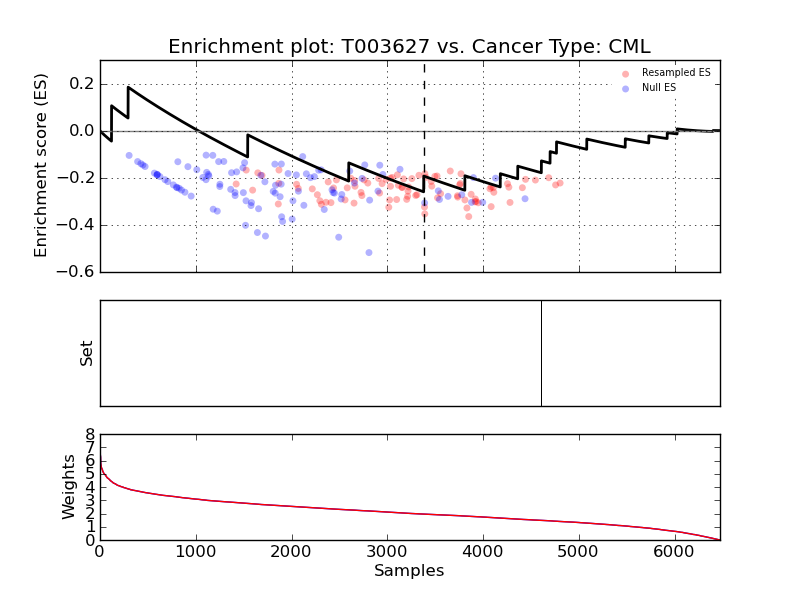 Enrichment plot: T003627 vs. Cancer Type: CML
Enrichment score (ES)
0.2
0.0
−0.2
−0.4
−0.6
Resampled ES
Null ES
Set
Weights
8
7
6
5
4
3
2
1
0
0 1000 2000 3000 4000 5000 6000
Samples